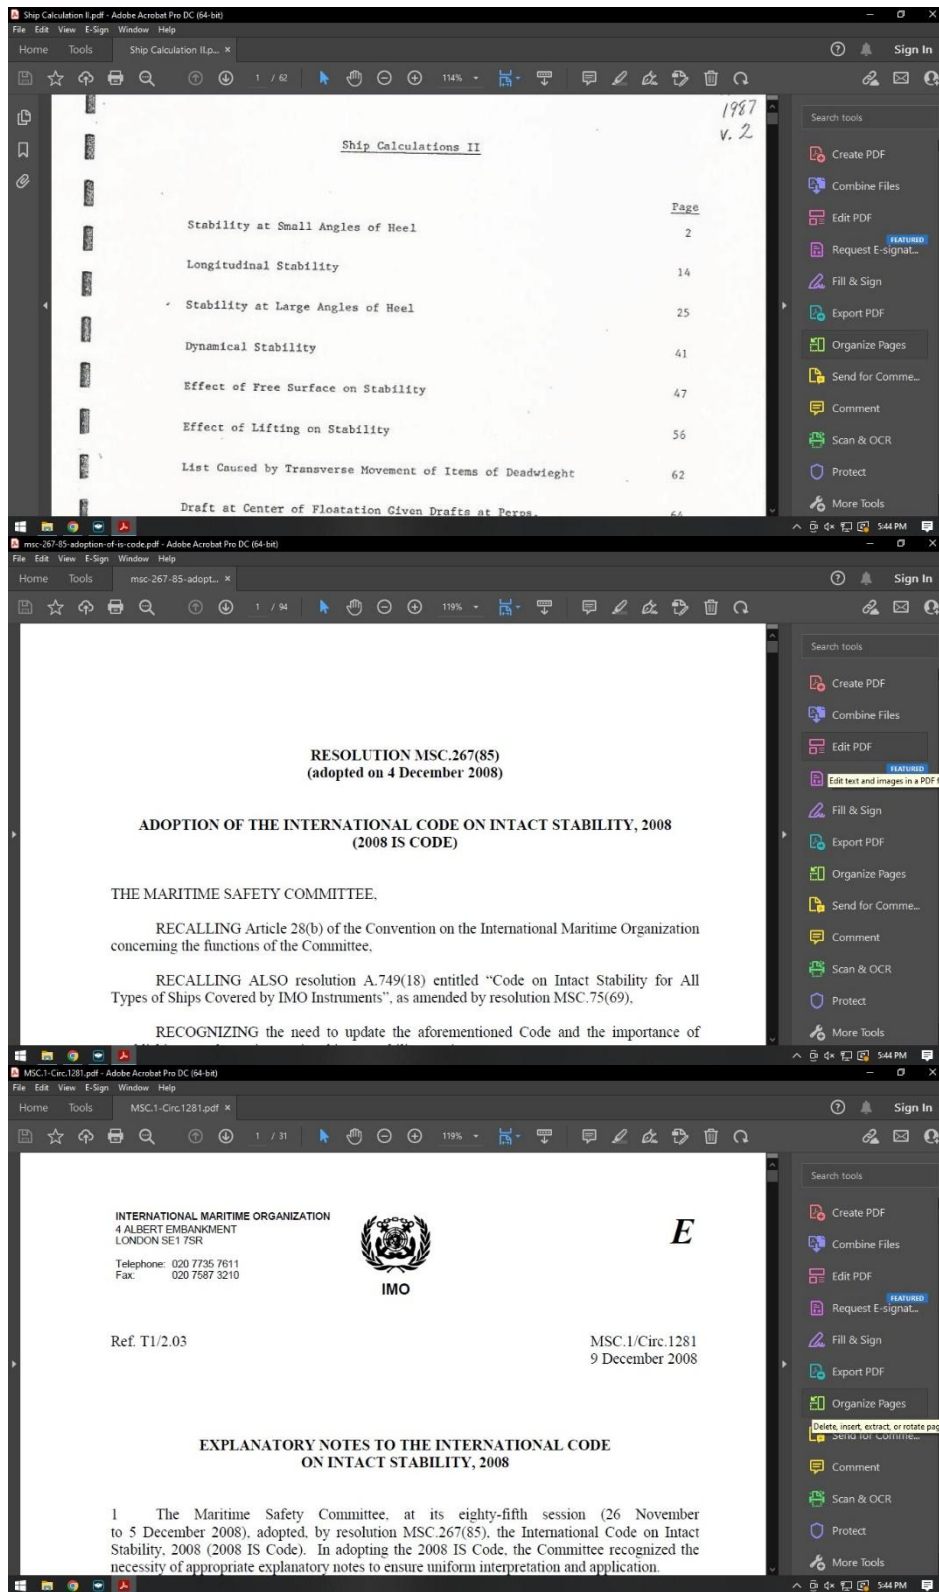 Ship Calculation II.pdf - Adobe Acrobat Pro DC (64-bit)
File Edit View E-Sign Window Help
Home Tools Ship Calculation II.p... × Sign In
1 / 62 114%
1987
v. 2
Ship Calculations II
Page
Stability at Small Angles of Heel 2
Longitudinal Stability 14
Stability at Large Angles of Heel 25
Dynamical Stability 41
Effect of Free Surface on Stability 47
Effect of Lifting on Stability 56
List Caused by Transverse Movement of Items of Deadwieght 62
Draft at Center of Floatation Given Drafts at Perps.
Search tools
Create PDF
Combine Files
Edit PDF
FEATURED
Request E-signat...
Fill & Sign
Export PDF
Organize Pages
Send for Comme...
Comment
Scan & OCR
Protect
More Tools
5:44 PM
msc-267-85-adoption-of-is-code.pdf - Adobe Acrobat Pro DC (64-bit)
File Edit View E-Sign Window Help
Home Tools msc-267-85-adopt... × Sign In
1 / 94 119%
RESOLUTION MSC.267(85)
(adopted on 4 December 2008)
ADOPTION OF THE INTERNATIONAL CODE ON INTACT STABILITY, 2008
(2008 IS CODE)
THE MARITIME SAFETY COMMITTEE,
RECALLING Article 28(b) of the Convention on the International Maritime Organization
concerning the functions of the Committee,
RECALLING ALSO resolution A.749(18) entitled “Code on Intact Stability for All
Types of Ships Covered by IMO Instruments”, as amended by resolution MSC.75(69),
RECOGNIZING the need to update the aforementioned Code and the importance of
Search tools
Create PDF
Combine Files
Edit PDF
FEATURED
Edit text and images in a PDF
Fill & Sign
Export PDF
Organize Pages
Send for Comme...
Comment
Scan & OCR
Protect
More Tools
5:44 PM
MSC.1-Circ.1281.pdf - Adobe Acrobat Pro DC (64-bit)
File Edit View E-Sign Window Help
Home Tools MSC.1-Circ.1281.pdf × Sign In
1 / 31 119%
INTERNATIONAL MARITIME ORGANIZATION
4 ALBERT EMBANKMENT
LONDON SE1 7SR
Telephone: 020 7735 7611
Fax: 020 7587 3210
IMO
E
Ref. T1/2.03 MSC.1/Circ.1281
9 December 2008
EXPLANATORY NOTES TO THE INTERNATIONAL CODE
ON INTACT STABILITY, 2008
1 The Maritime Safety Committee, at its eighty-fifth session (26 November
to 5 December 2008), adopted, by resolution MSC.267(85), the International Code on Intact
Stability, 2008 (2008 IS Code). In adopting the 2008 IS Code, the Committee recognized the
necessity of appropriate explanatory notes to ensure uniform interpretation and application.
Search tools
Create PDF
Combine Files
Edit PDF
FEATURED
Request E-signat...
Fill & Sign
Export PDF
Organize Pages
Delete, insert, extract, or rotate pag
Send for Comme...
Comment
Scan & OCR
Protect
More Tools
5:44 PM